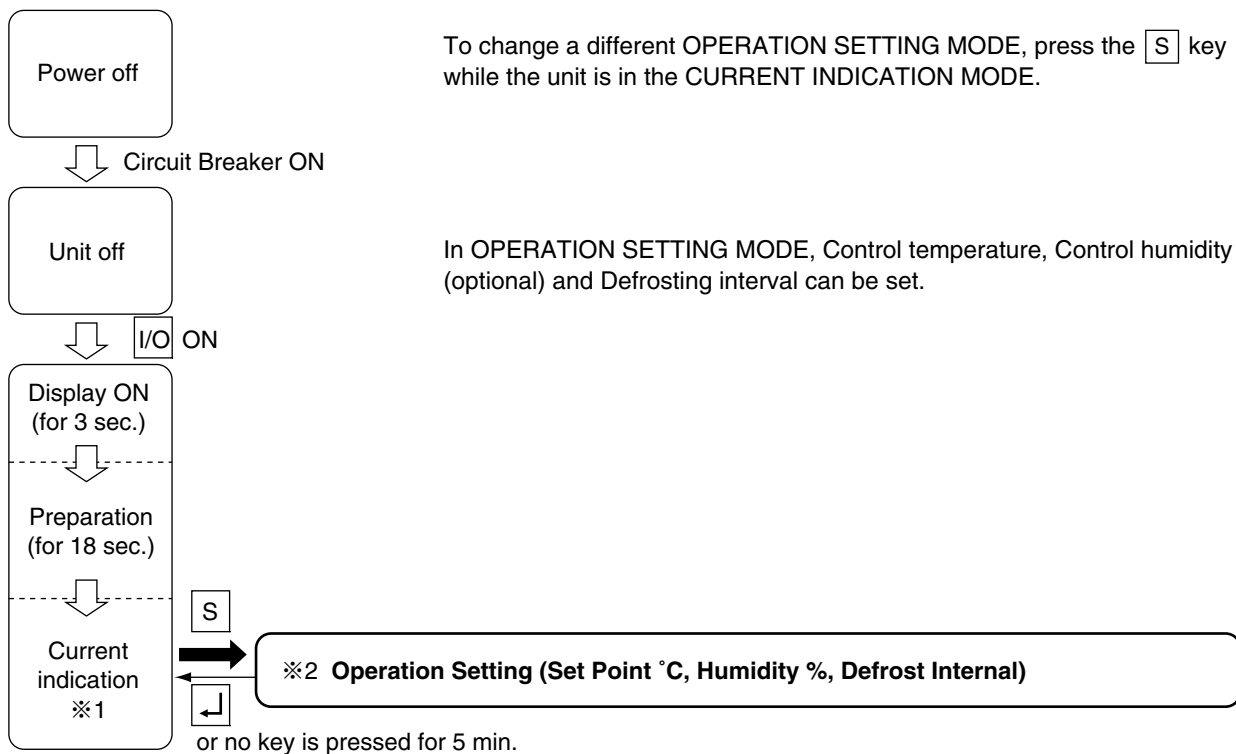 Power off
To change a different OPERATION SETTING MODE, press the S key
while the unit is in the CURRENT INDICATION MODE.
Circuit Breaker ON
Unit off
In OPERATION SETTING MODE, Control temperature, Control humidity
(optional) and Defrosting interval can be set.
I/O ON
Display ON
(for 3 sec.)
Preparation
(for 18 sec.)
S
Current
indication
※1
※2 Operation Setting (Set Point ˚C, Humidity %, Defrost Internal)
↵
or no key is pressed for 5 min.